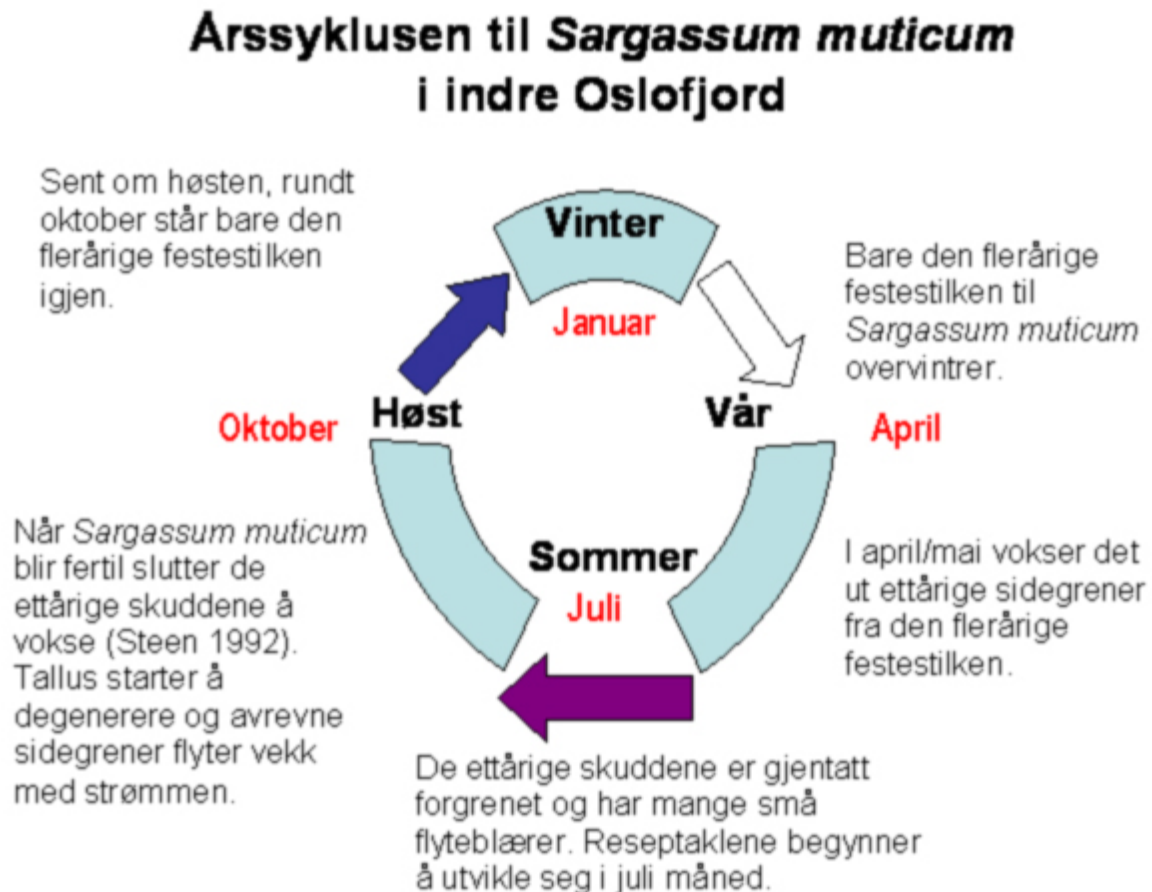 Årssyklusen til Sargassum muticum
i indre Oslofjord
Sent om høsten, rundt
oktober står bare den
flerårige festestilken
igjen.
Vinter
Januar
Bare den flerårige
festestilken til
Sargassum muticum
overvintrer.
Oktober
Høst
Vår
April
Når Sargassum muticum
blir fertil slutter de
ettårige skuddene å
vokse (Steen 1992).
Tallus starter å
degenerere og avrevne
sidegrener flyter vekk
med strømmen.
Sommer
Juli
I april/mai vokser det
ut ettårige sidegrener
fra den flerårige
festestilken.
De ettårige skuddene er gjentatt
forgrenet og har mange små
flyteblærer. Reseptaklene begynner
å utvikle seg i juli måned.